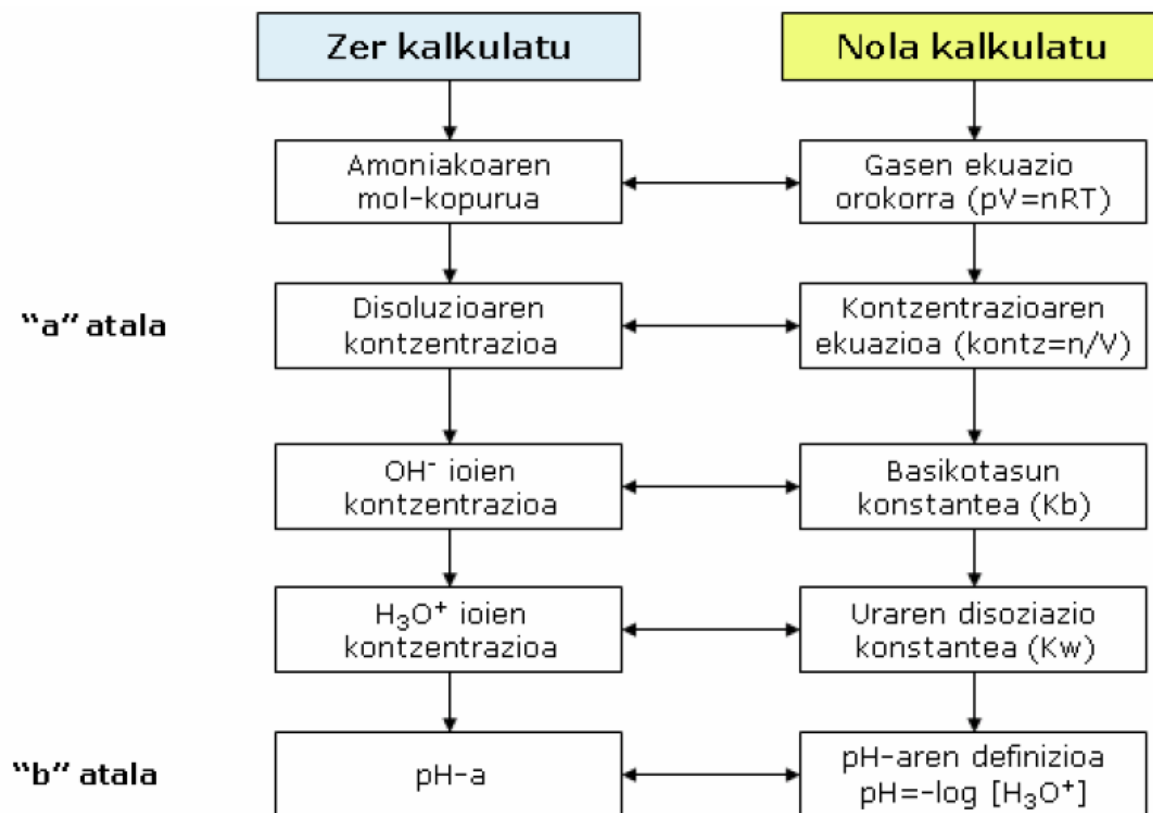 Zer kalkulatu
Nola kalkulatu
Amoniakoaren
mol-kopurua
Gasen ekuazio
orokorra (pV=nRT)
"a" atala
Disoluzioaren
kontzentrazioa
Kontzentrazioaren
ekuazioa (kontz=n/V)
OH⁻ ioien
kontzentrazioa
Basikotasun
konstantea (Kb)
H₃O⁺ ioien
kontzentrazioa
Uraren disoziazio
konstantea (Kw)
"b" atala
pH-a
pH-aren definizioa
pH=-log [H₃O⁺]